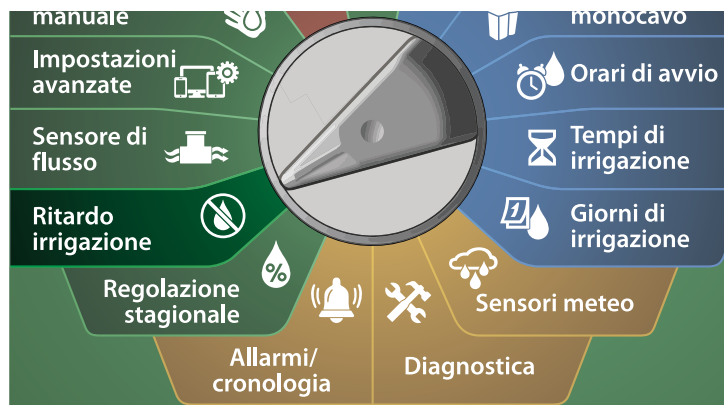 manuale
Impostazioni
avanzate
Sensore di
flusso
Ritardo
irrigazione
%
Regolazione
stagionale
Allarmi/
cronologia
Diagnostica
Sensori meteo
1
Giorni di
irrigazione
Tempi di
irrigazione
Orari di avvio
monocavo